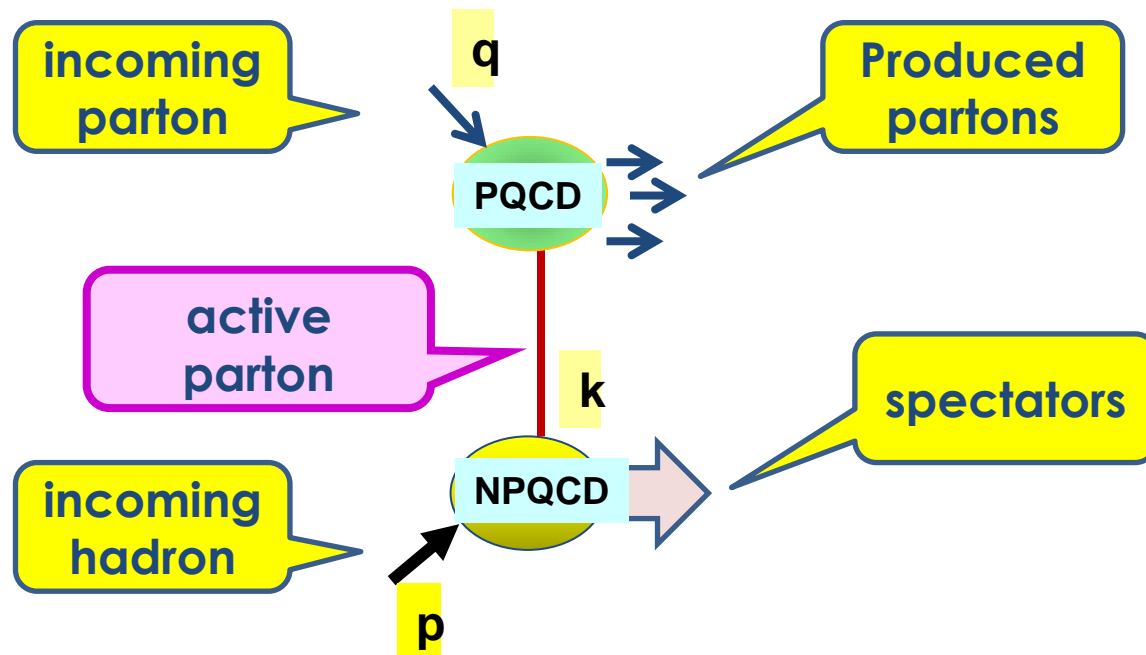 incoming
parton
q
Produced
partons
PQCD
active
parton
k
spectators
NPQCD
incoming
hadron
p